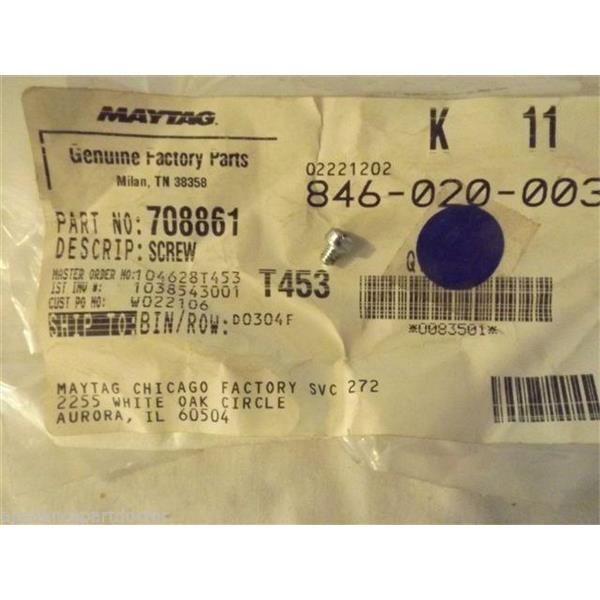 MAYTAG
Genuine Factory Parts
Milan, TN 38358
K 11
02221202
846-020-003
PART NO: 708861
DESCRIP: SCREW
MASTER ORDER NO: 104628T453
1ST INV #: 1038543001
CUST PO NO: W022106
T453
SHIP TO: BIN/ROW: D0304F
Q
*0083501*
MAYTAG CHICAGO FACTORY SVC 272
2255 WHITE OAK CIRCLE
AURORA, IL 60504